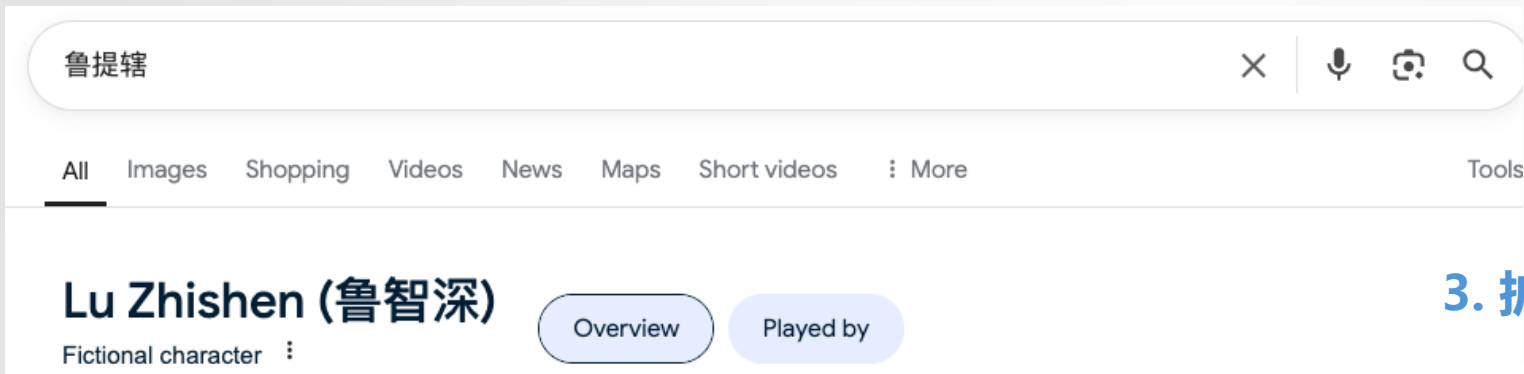 鲁提辖
All Images Shopping Videos News Maps Short videos More Tools
Lu Zhishen (鲁智深) Overview Played by
Fictional character
3.